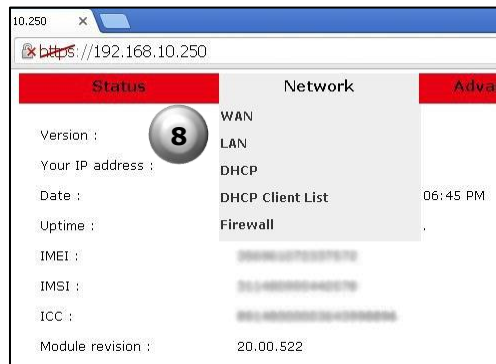 10.250
https://192.168.10.250
Status Network Adva
WAN
Version : 8 LAN
Your IP address : DHCP
Date : DHCP Client List 06:45 PM
Uptime : Firewall .
IMEI :
IMSI :
ICC :
Module revision : 20.00.522